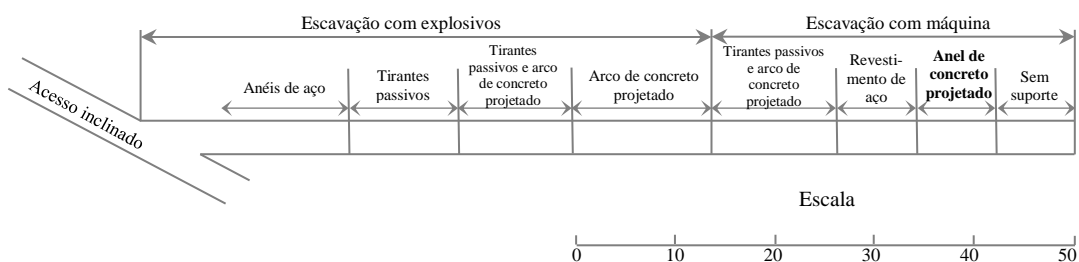 Escavação com explosivos
Escavação com máquina
Acesso inclinado
Anéis de aço
Tirantes
passivos
Tirantes
passivos e arco
de concreto
projetado
Arco de concreto
projetado
Tirantes passivos
e arco de
concreto
projetado
Revesti-
mento de
aço
Anel de
concreto
projetado
Sem
suporte
Escala
0 10 20 30 40 50